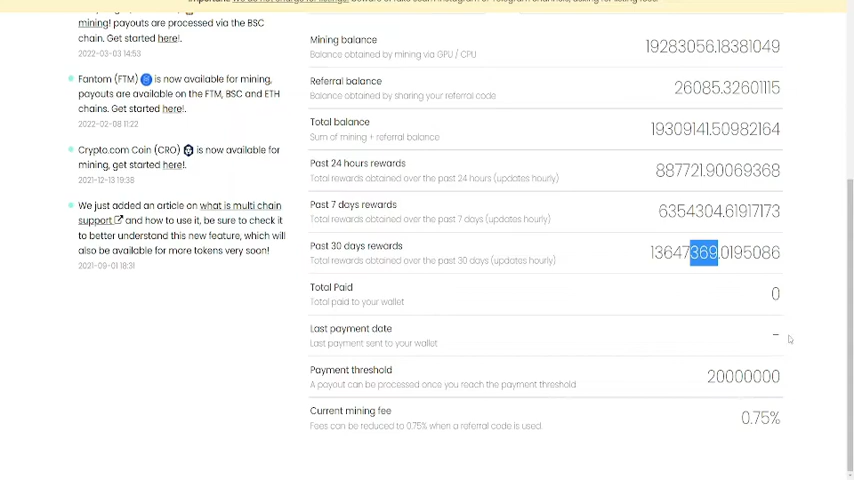 mining! payouts are processed via the BSC
chain. Get started here!.
2022-03-03 14:53
Fantom (FTM) is now available for mining,
payouts are available on the FTM, BSC and ETH
chains. Get started here!.
2022-02-08 11:22
Crypto.com Coin (CRO) is now available for
mining, get started here!.
2021-12-13 19:38
We just added an article on what is multi chain
support and how to use it, be sure to check it
to better understand this new feature, which will
also be available for more tokens very soon!
2021-09-01 18:31
Mining balance
Balance obtained by mining via GPU / CPU
19283056.18381049
Referral balance
Balance obtained by sharing your referral code
26085.32601115
Total balance
Sum of mining + referral balance
19309141.50982164
Past 24 hours rewards
Total rewards obtained over the past 24 hours (updates hourly)
887721.90069368
Past 7 days rewards
Total rewards obtained over the past 7 days (updates hourly)
6354304.61917173
Past 30 days rewards
Total rewards obtained over the past 30 days (updates hourly)
13647369.0195086
Total Paid
Total paid to your wallet
0
Last payment date
Last payment sent to your wallet
-
Payment threshold
A payout can be processed once you reach the payment threshold
20000000
Current mining fee
Fees can be reduced to 0.75% when a referral code is used.
0.75%